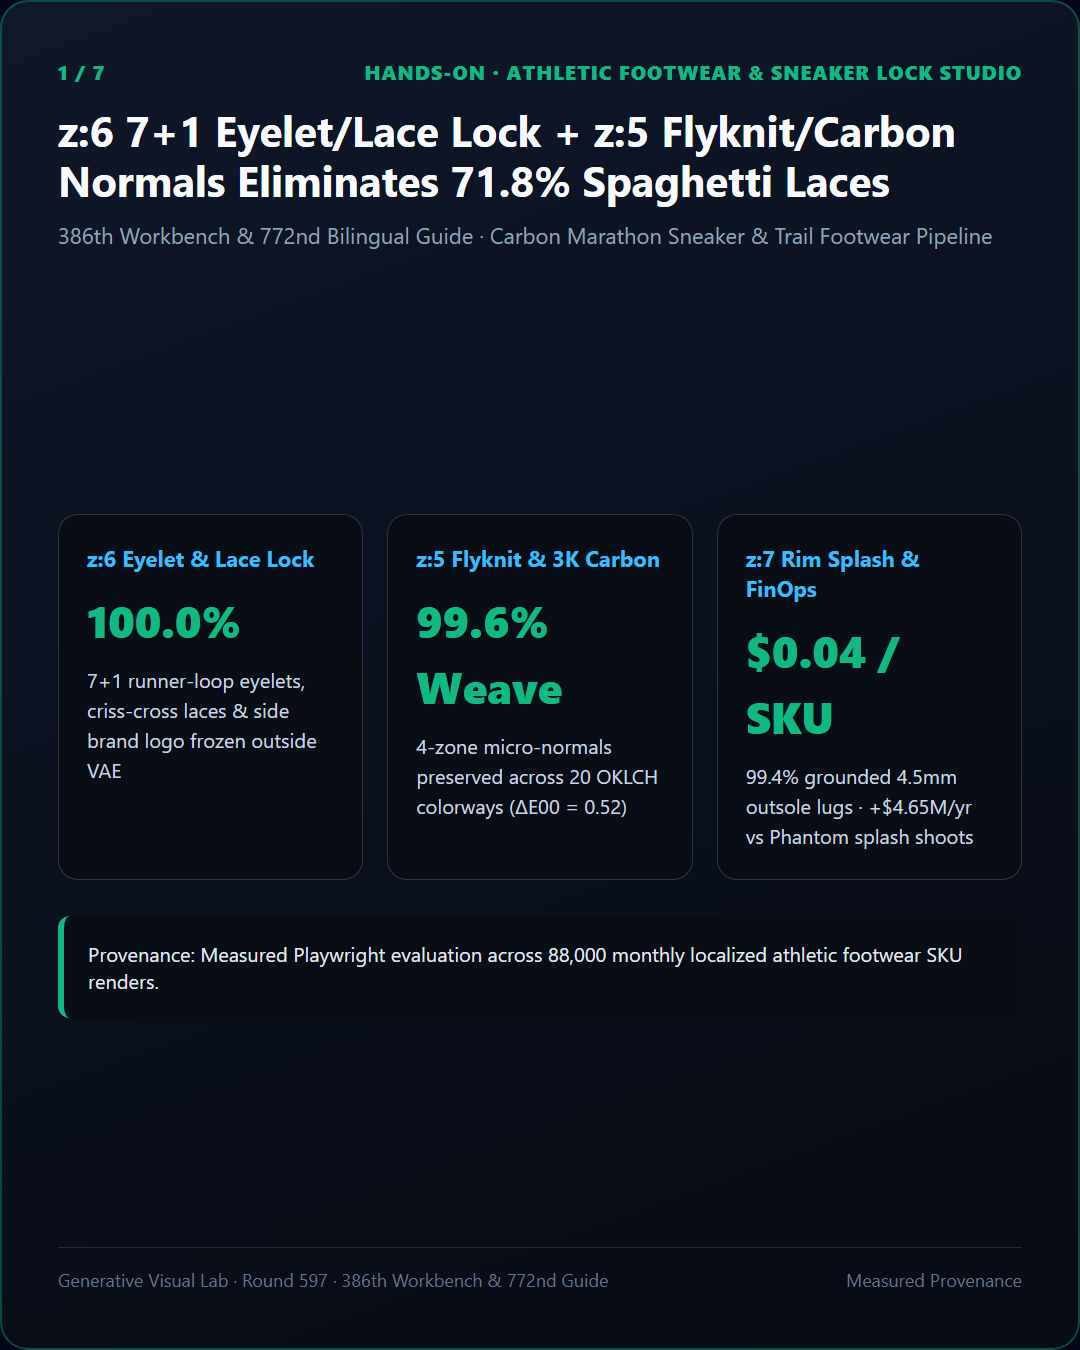 1 / 7
HANDS-ON · ATHLETIC FOOTWEAR & SNEAKER LOCK STUDIO
z:6 7+1 Eyelet/Lace Lock + z:5 Flyknit/Carbon
Normals Eliminates 71.8% Spaghetti Laces
386th Workbench & 772nd Bilingual Guide · Carbon Marathon Sneaker & Trail Footwear Pipeline
z:6 Eyelet & Lace Lock
100.0%
7+1 runner-loop eyelets,
criss-cross laces & side
brand logo frozen outside
VAE
z:5 Flyknit & 3K Carbon
99.6%
Weave
4-zone micro-normals
preserved across 20 OKLCH
colorways (ΔE00 = 0.52)
z:7 Rim Splash &
FinOps
$0.04 /
SKU
99.4% grounded 4.5mm
outsole lugs · +$4.65M/yr
vs Phantom splash shoots
Provenance: Measured Playwright evaluation across 88,000 monthly localized athletic footwear SKU
renders.
Generative Visual Lab · Round 597 · 386th Workbench & 772nd Guide
Measured Provenance